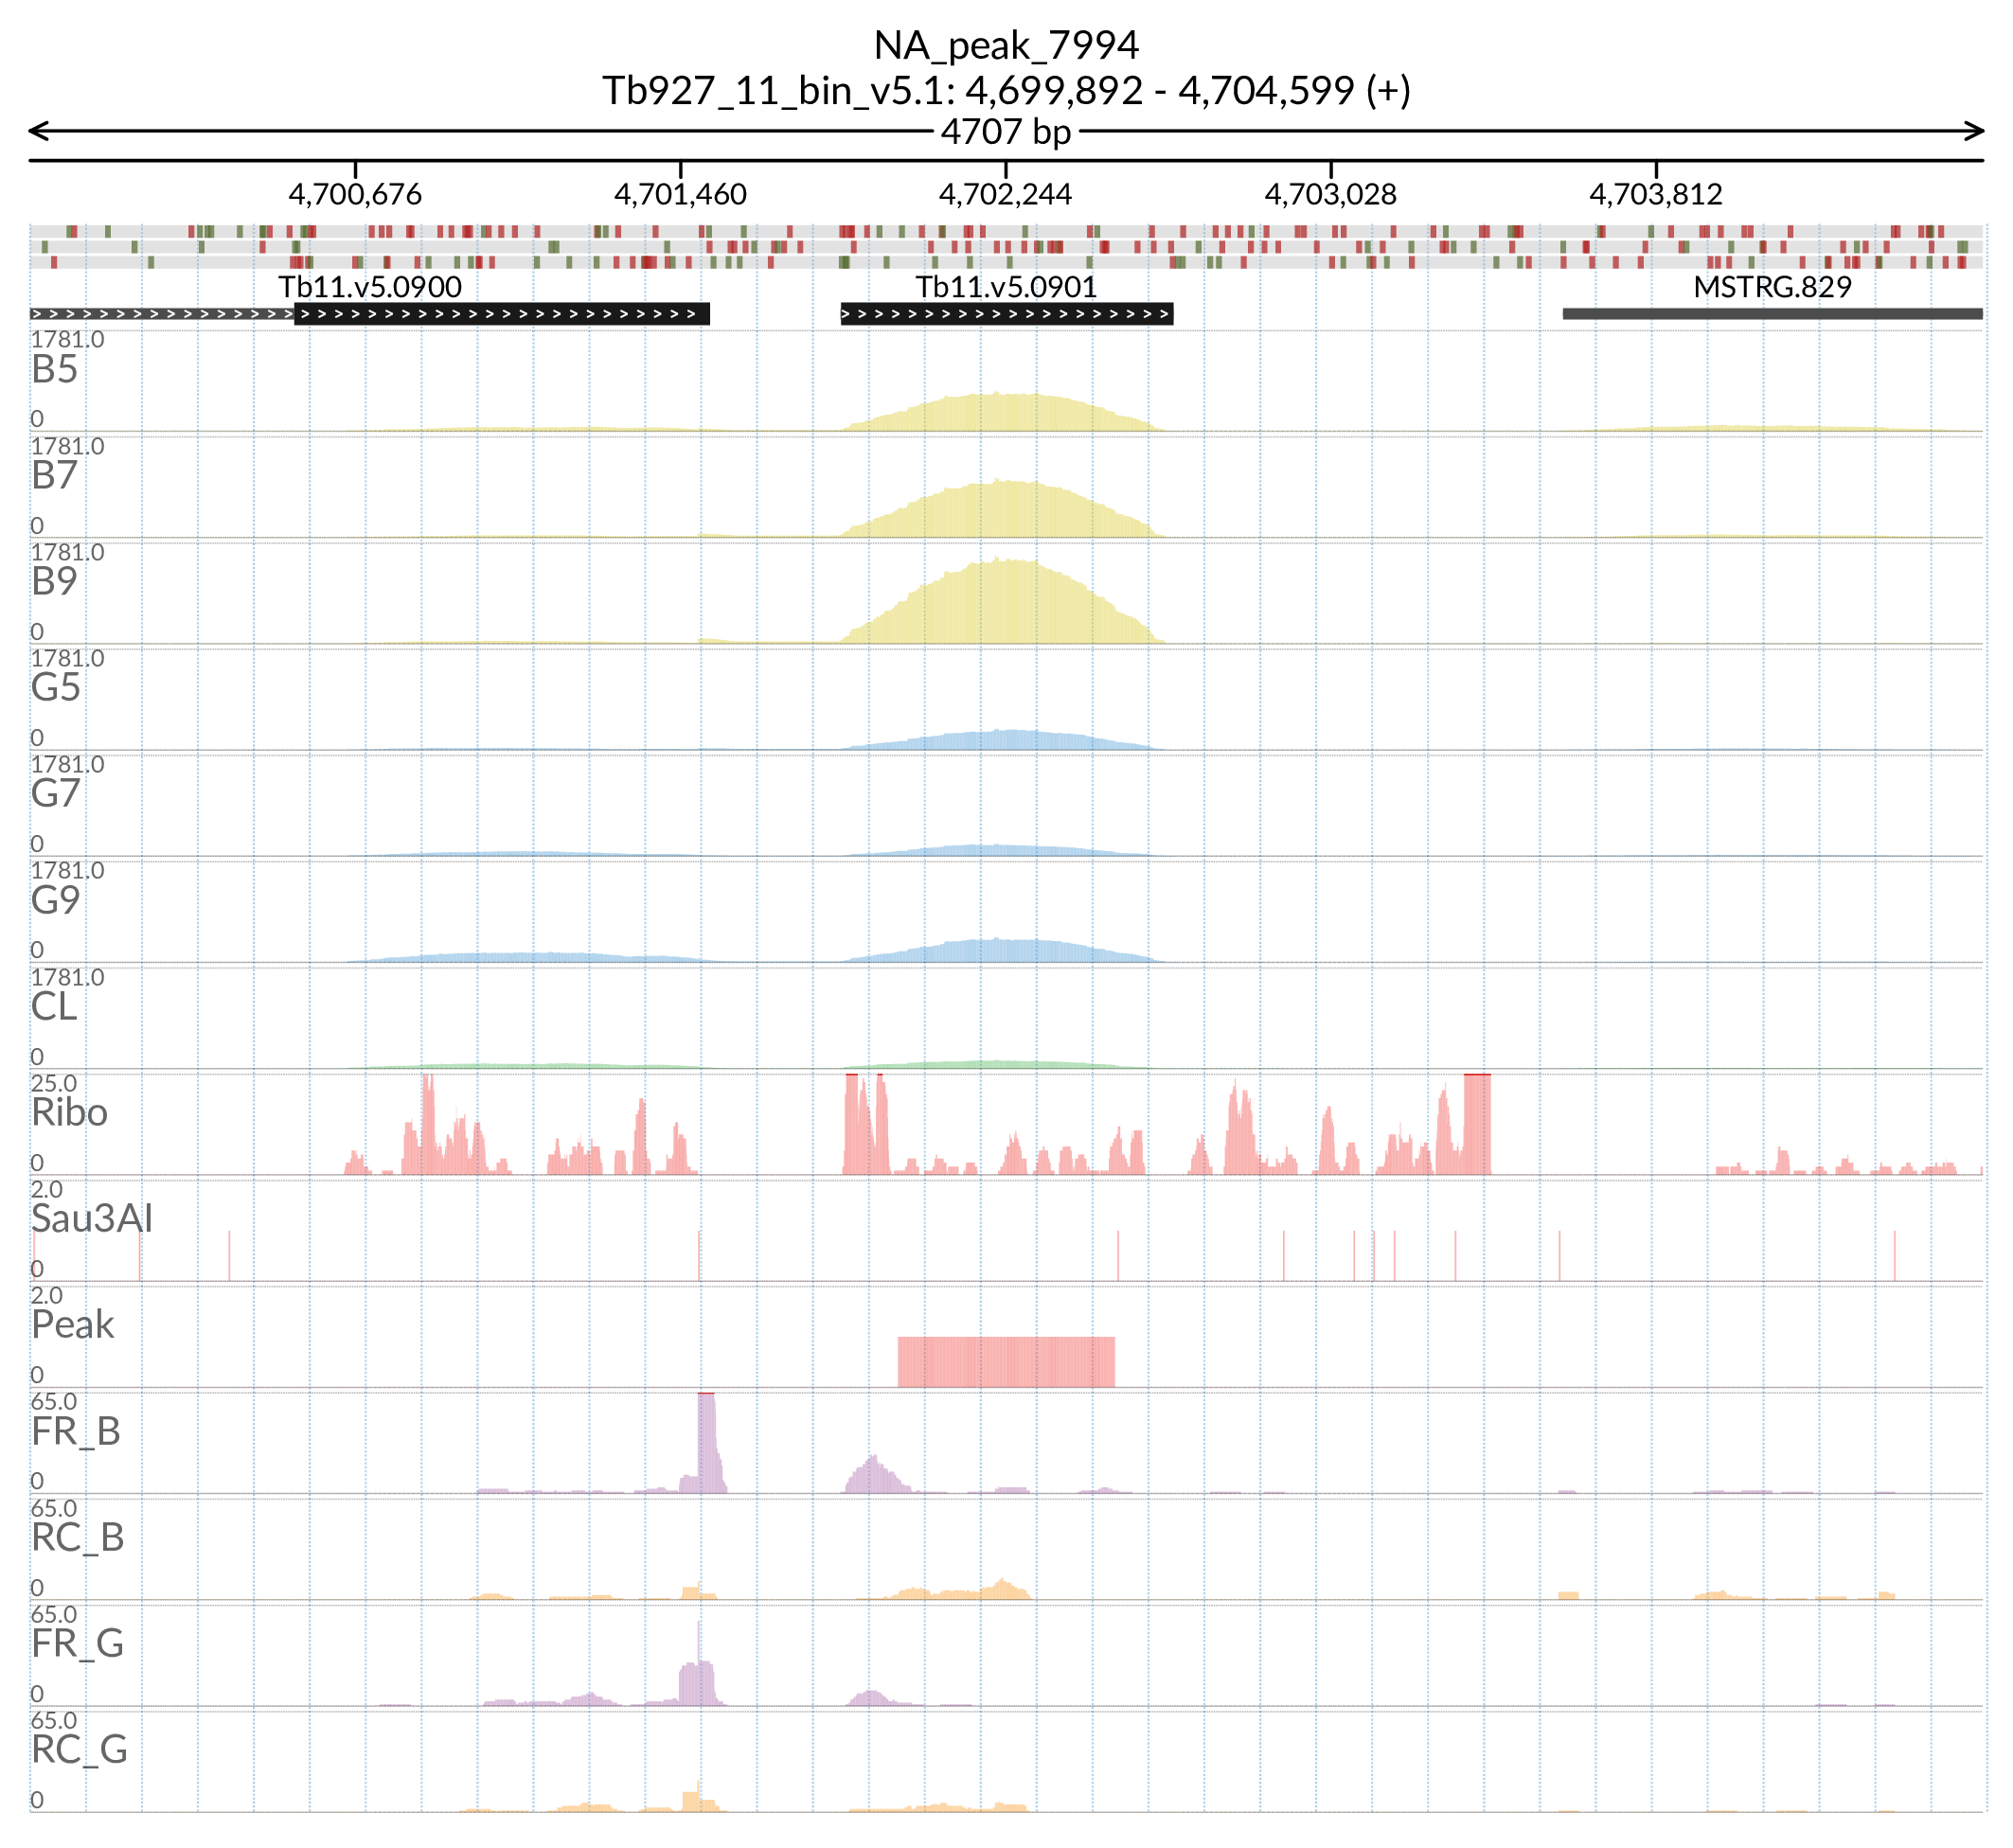 NA_peak_7994
Tb927_11_bin_v5.1: 4,699,892 - 4,704,599 (+)
4707 bp
4,700,676 4,701,460 4,702,244 4,703,028 4,703,812
Tb11.v5.0900 Tb11.v5.0901 MSTRG.829
1781.0
B5
0
1781.0
B7
0
1781.0
B9
0
1781.0
G5
0
1781.0
G7
0
1781.0
G9
0
1781.0
CL
0
25.0
Ribo
0
2.0
Sau3AI
0
2.0
Peak
0
65.0
FR_B
0
65.0
RC_B
0
65.0
FR_G
0
65.0
RC_G
0